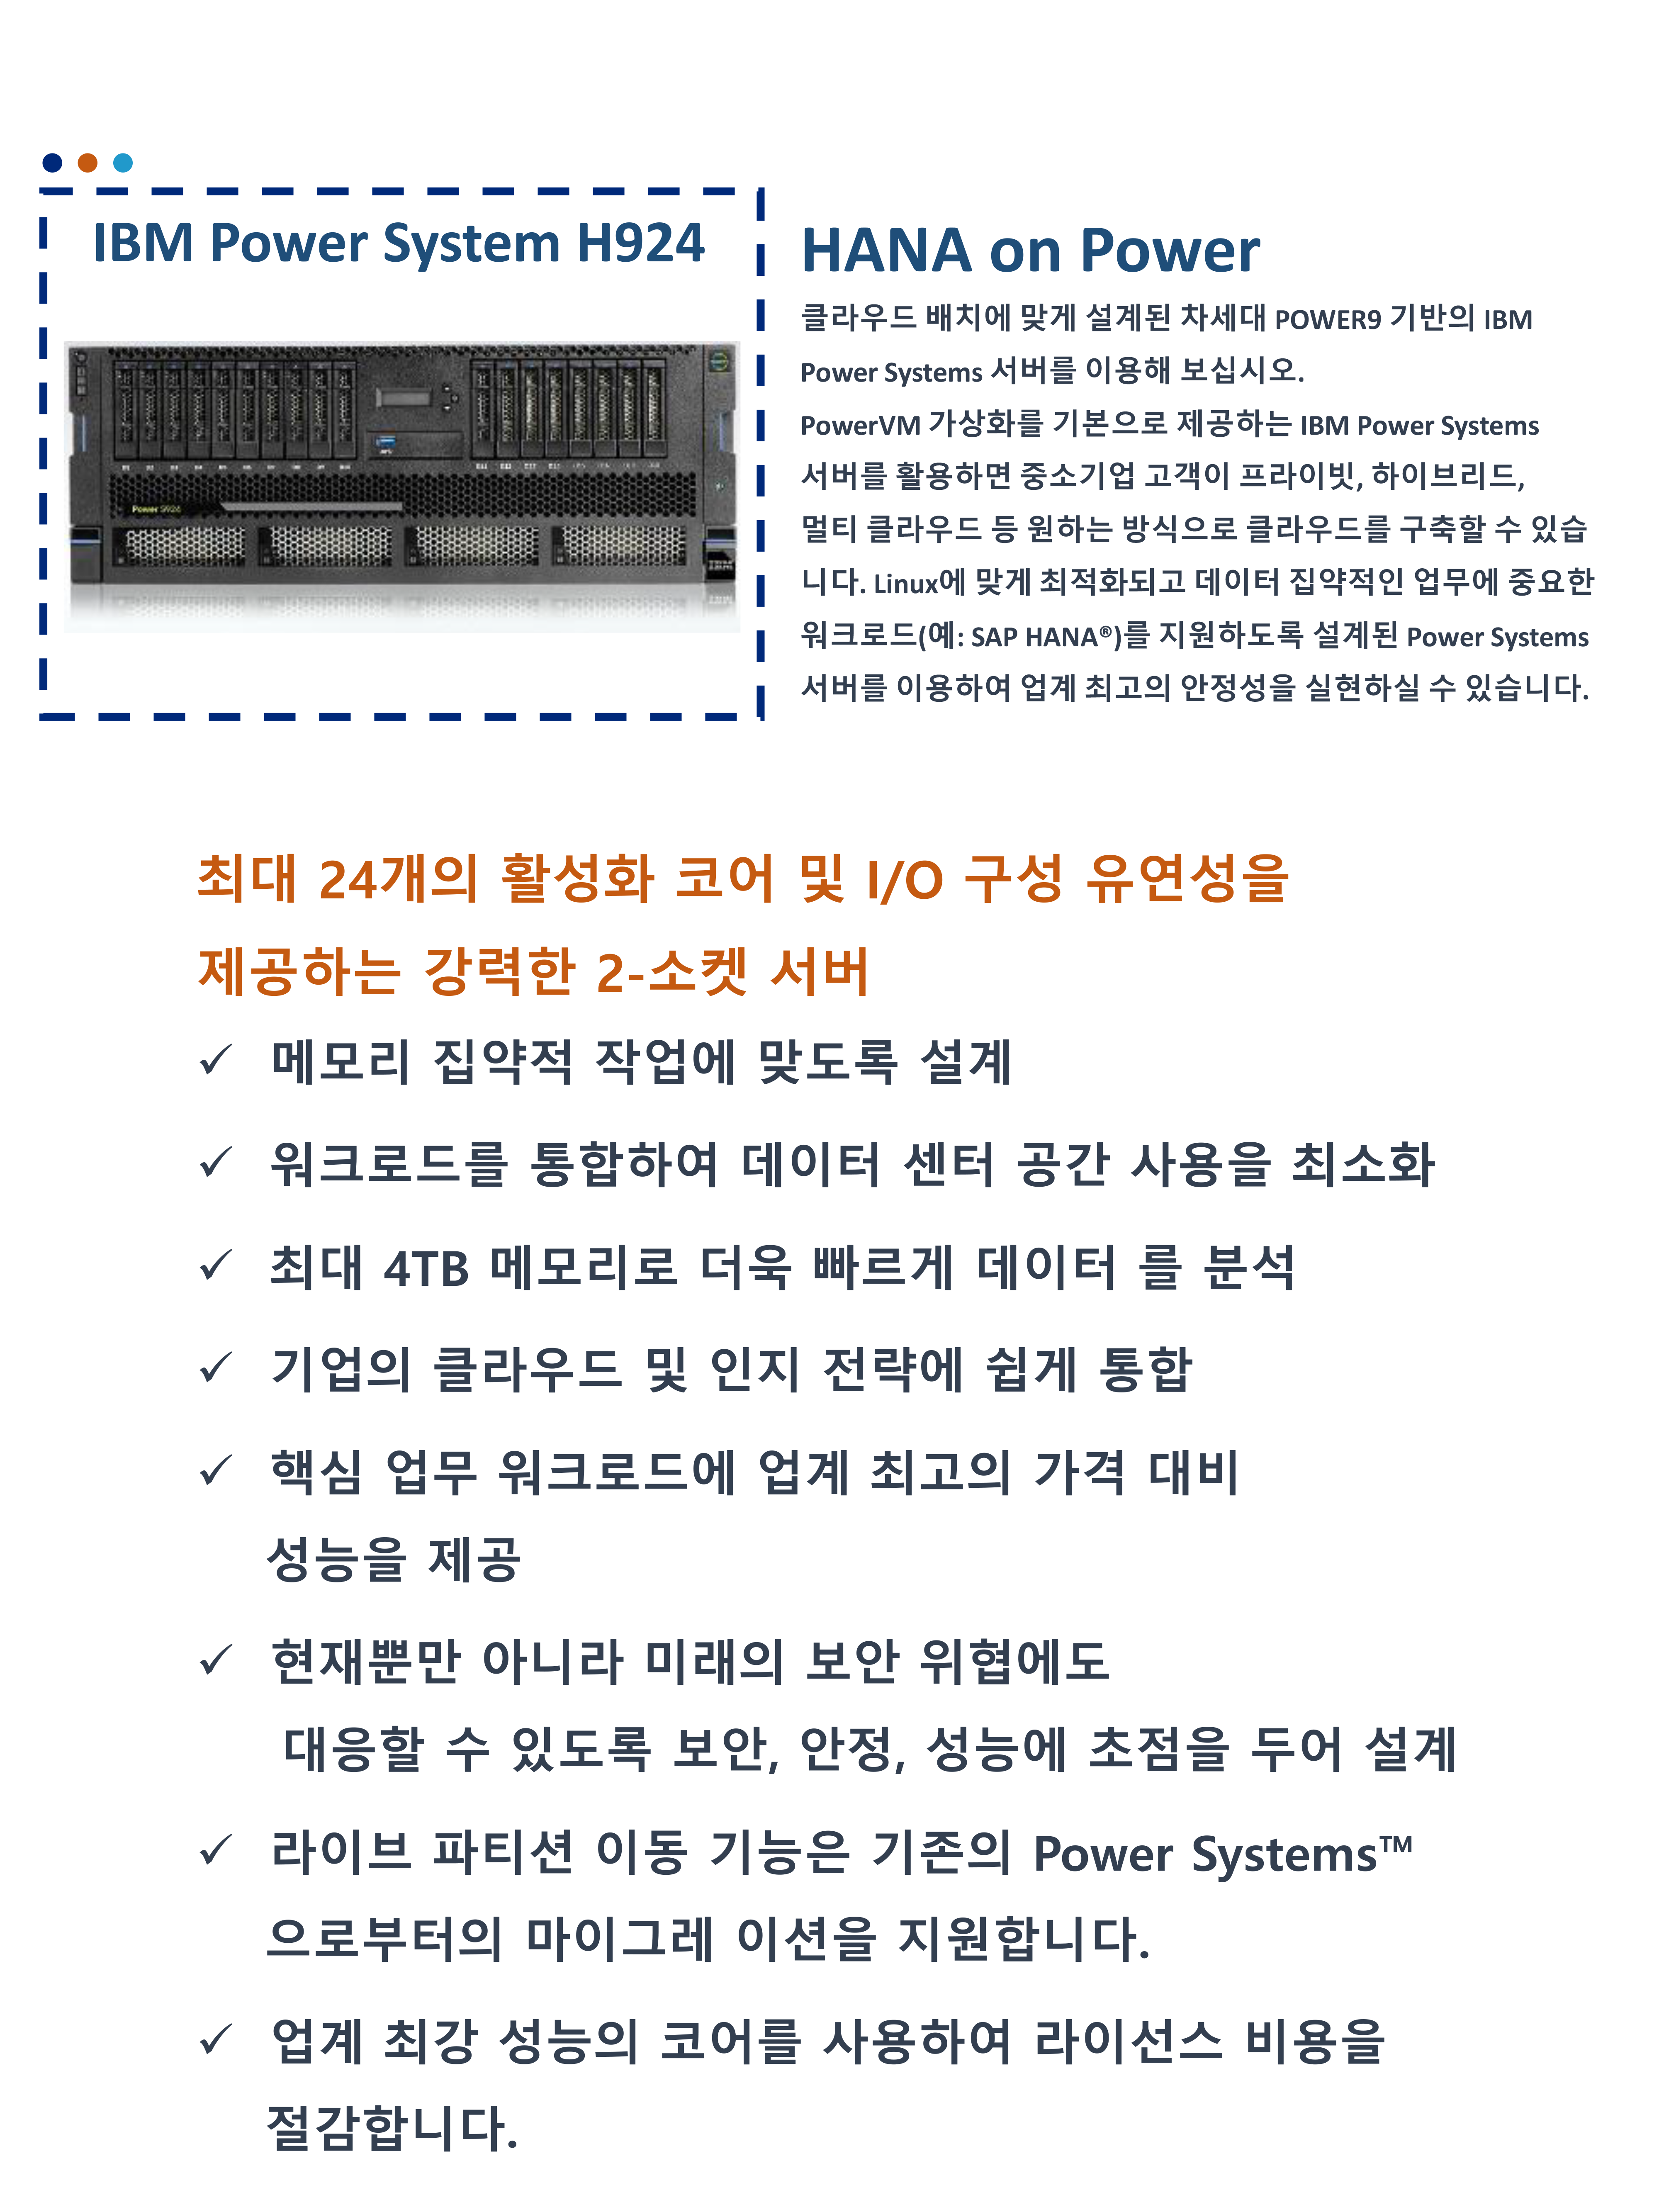 IBM Power System H924
Power S924
HANA on Power
클라우드 배치에 맞게 설계된 차세대 POWER9 기반의 IBM
Power Systems 서버를 이용해 보십시오.
PowerVM 가상화를 기본으로 제공하는 IBM Power Systems
서버를 활용하면 중소기업 고객이 프라이빗, 하이브리드,
멀티 클라우드 등 원하는 방식으로 클라우드를 구축할 수 있습
니다. Linux에 맞게 최적화되고 데이터 집약적인 업무에 중요한
워크로드(예: SAP HANA®)를 지원하도록 설계된 Power Systems
서버를 이용하여 업계 최고의 안정성을 실현하실 수 있습니다.
최대 24개의 활성화 코어 및 I/O 구성 유연성을
제공하는 강력한 2-소켓 서버
✓ 메모리 집약적 작업에 맞도록 설계
✓ 워크로드를 통합하여 데이터 센터 공간 사용을 최소화
✓ 최대 4TB 메모리로 더욱 빠르게 데이터 를 분석
✓ 기업의 클라우드 및 인지 전략에 쉽게 통합
✓ 핵심 업무 워크로드에 업계 최고의 가격 대비
성능을 제공
✓ 현재뿐만 아니라 미래의 보안 위협에도
대응할 수 있도록 보안, 안정, 성능에 초점을 두어 설계
✓ 라이브 파티션 이동 기능은 기존의 Power Systems™
으로부터의 마이그레 이션을 지원합니다.
✓ 업계 최강 성능의 코어를 사용하여 라이선스 비용을
절감합니다.